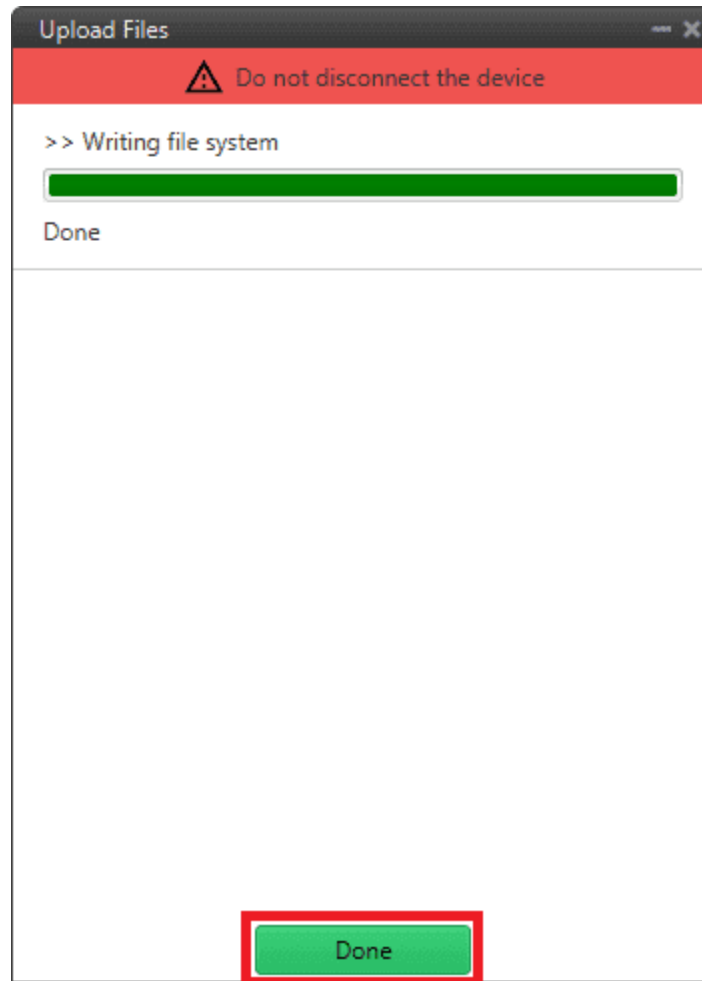 Upload Files
Do not disconnect the device
>> Writing file system
Done
Done